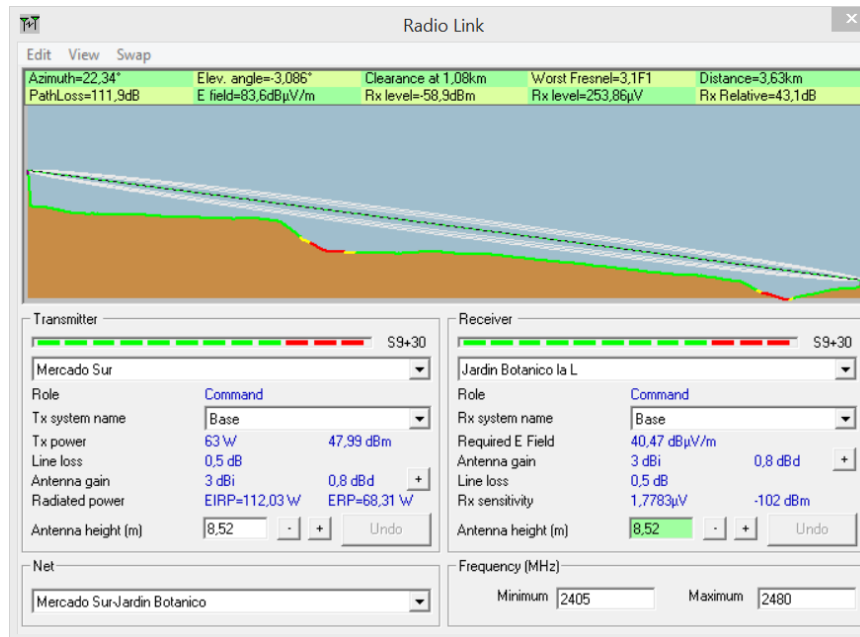 Radio Link
Edit View Swap
Azimuth=22,34° Elev. angle=-3,086° Clearance at 1,08km Worst Fresnel=3,1F1 Distance=3,63km
PathLoss=111,9dB E field=83,6dBµV/m Rx level=-58,9dBm Rx level=253,86µV Rx Relative=43,1dB
Transmitter
S9+30
Mercado Sur
Role Command
Tx system name Base
Tx power 63 W 47,99 dBm
Line loss 0,5 dB
Antenna gain 3 dBi 0,8 dBd +
Radiated power EIRP=112,03 W ERP=68,31 W
Antenna height (m) 8,52 - + Undo
Net
Mercado Sur-Jardin Botanico
Receiver
S9+30
Jardin Botanico la L
Role Command
Rx system name Base
Required E Field 40,47 dBµV/m
Antenna gain 3 dBi 0,8 dBd +
Line loss 0,5 dB
Rx sensitivity 1,7783µV -102 dBm
Antenna height (m) 8,52 - + Undo
Frequency (MHz)
Minimum 2405 Maximum 2480